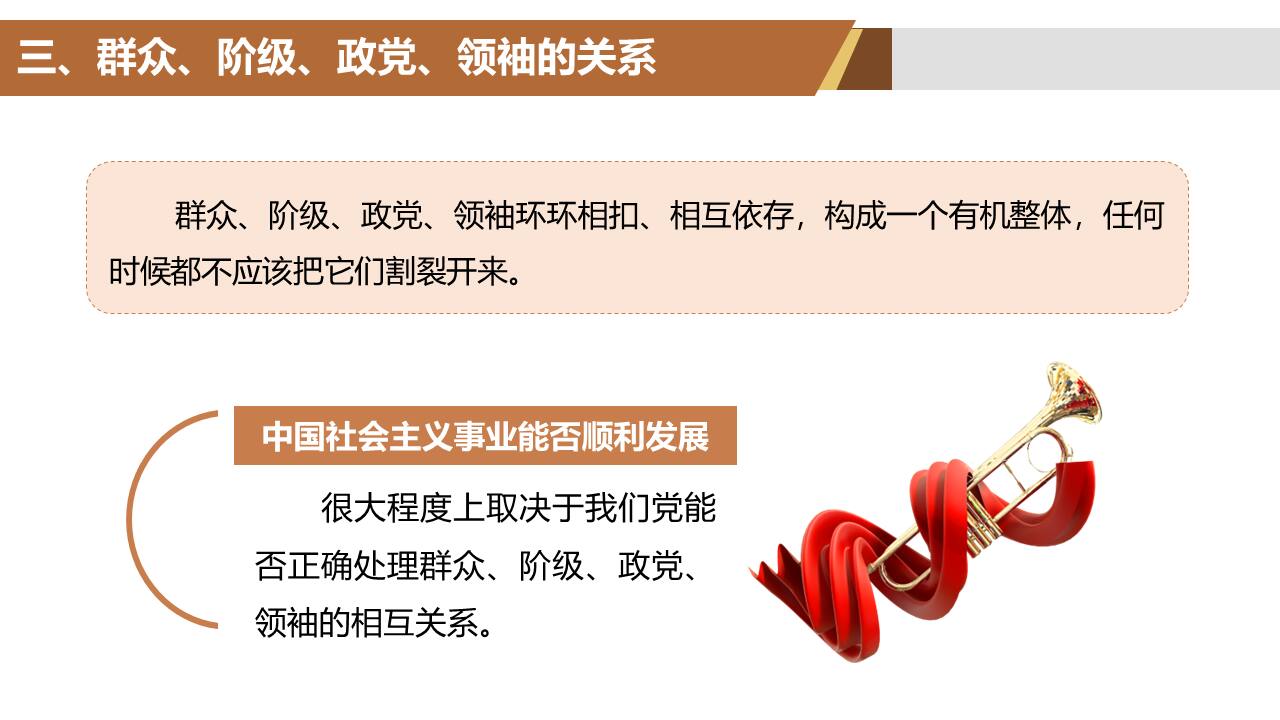 三、群众、阶级、政党、领袖的关系
群众、阶级、政党、领袖环环相扣、相互依存，构成一个有机整体，任何
时候都不应该把它们割裂开来。
中国社会主义事业能否顺利发展
很大程度上取决于我们党能
否正确处理群众、阶级、政党、
领袖的相互关系。